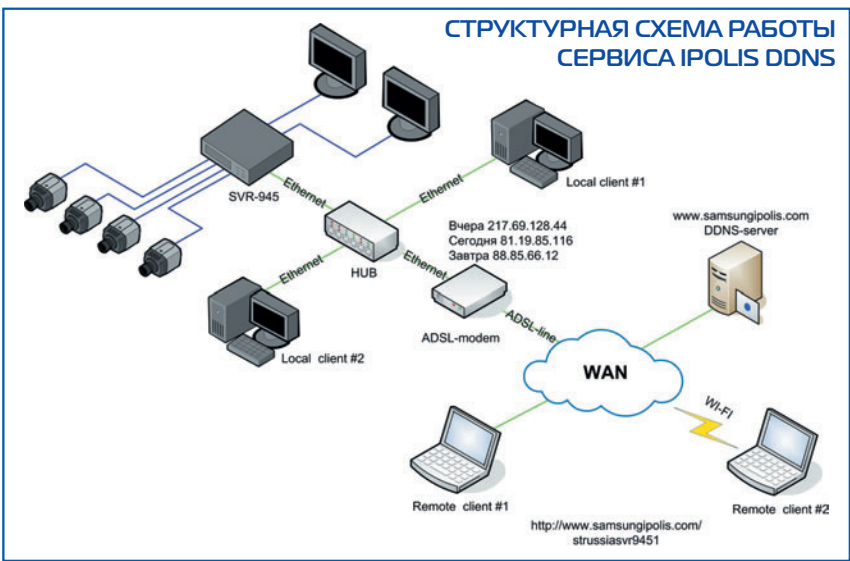 СТРУКТУРНАЯ СХЕМА РАБОТЫ
СЕРВИСА IPOLIS DDNS
SVR-945
Ethernet
Ethernet
Local client #1
HUB
Вчера 217.69.128.44
Сегодня 81.19.85.116
Завтра 88.85.66.12
www.samsungipolis.com
DDNS-server
Ethernet
Ethernet
Local client #2
ADSL-modem
ADSL-line
WAN
WI-FI
Remote client #1
Remote client #2
http://www.samsungipolis.com/
strussiasvr9451